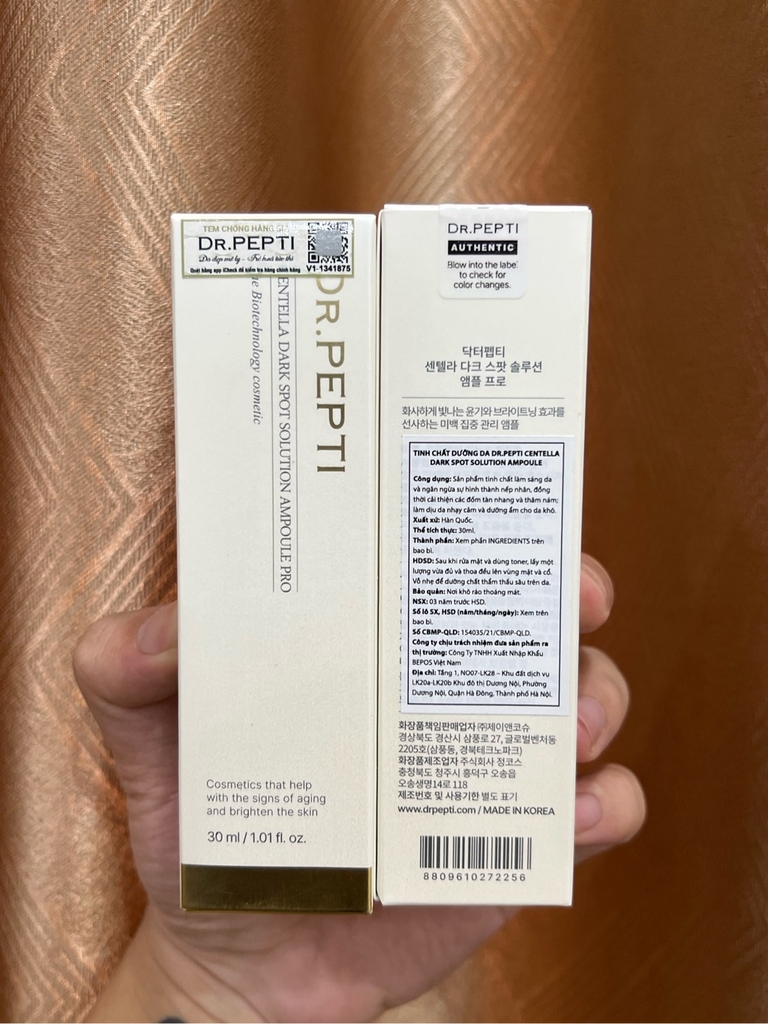 TEM CHỐNG HÀNG GIẢ
DR.PEPTI
Da đẹp mê ly - Trẻ hoá tức thì
Quét bằng app iCheck để kiểm tra hàng chính hãng
V1-1341875
DR.PEPTI
CENTELLA DARK SPOT SOLUTION AMPOULE PRO
Biotechnology cosmetic
Cosmetics that help
with the signs of aging
and brighten the skin
30 ml / 1.01 fl. oz.
DR.PEPTI
AUTHENTIC
Blow into the label
to check for
color changes.
닥터펩티
센텔라 다크 스팟 솔루션
앰플 프로
화사하게 빛나는 윤기와 브라이트닝 효과를
선사하는 미백 집중 관리 앰플
TINH CHẤT DƯỠNG DA DR.PEPTI CENTELLA
DARK SPOT SOLUTION AMPOULE
Công dụng: Sản phẩm tinh chất làm sáng da
và ngăn ngừa sự hình thành nếp nhăn, đồng
thời cải thiện các đốm tàn nhang và thâm nám;
làm dịu da nhạy cảm và dưỡng ẩm cho da khô.
Xuất xứ: Hàn Quốc.
Thể tích thực: 30ml.
Thành phần: Xem phần INGREDIENTS trên
bao bì.
HDSD: Sau khi rửa mặt và dùng toner, lấy một
lượng vừa đủ và thoa đều lên vùng mặt và cổ.
Vỗ nhẹ để dưỡng chất thẩm thấu sâu trên da.
Bảo quản: Nơi khô ráo thoáng mát.
NSX: 03 năm trước HSD.
Số lô SX, HSD (năm/tháng/ngày): Xem trên
bao bì.
Số CBMP-QLD: 154035/21/CBMP-QLD.
Công ty chịu trách nhiệm đưa sản phẩm ra
thị trường: Công Ty TNHH Xuất Nhập Khẩu
BEPOS Việt Nam
Địa chỉ: Tầng 1, NO07-LK28 – Khu đất dịch vụ
LK20a-LK20b Khu đô thị Dương Nội, Phường
Dương Nội, Quận Hà Đông, Thành phố Hà Nội.
화장품책임판매업자 ㈜제이앤코슈
경상북도 경산시 삼풍로 27, 글로벌벤처동
2205호(삼풍동, 경북테크노파크)
화장품제조업자 주식회사 정코스
충청북도 청주시 흥덕구 오송읍
오송생명14로 118
제조번호 및 사용기한 별도 표기
www.drpepti.com / MADE IN KOREA
8809610272256